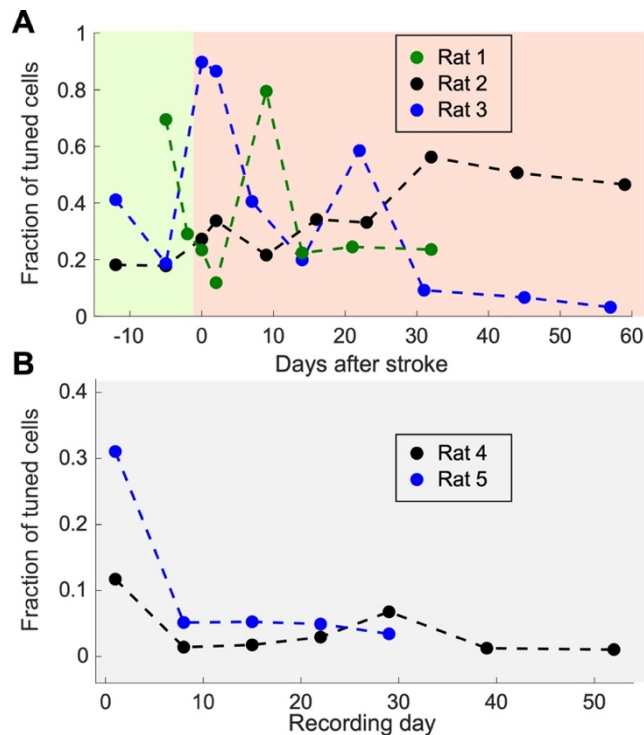 A
Fraction of tuned cells
1
0.8
0.6
0.4
0.2
0
Rat 1
Rat 2
Rat 3
-10 0 10 20 30 40 50 60
Days after stroke
B
Fraction of tuned cells
0.4
0.3
0.2
0.1
0
Rat 4
Rat 5
0 10 20 30 40 50
Recording day